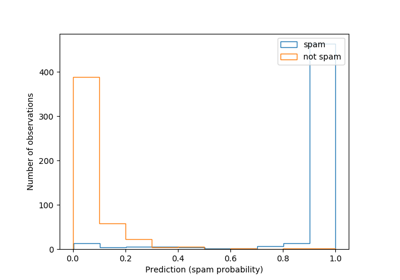 spam
not spam
400
300
200
100
0
0.0 0.2 0.4 0.6 0.8 1.0
Number of observations
Prediction (spam probability)